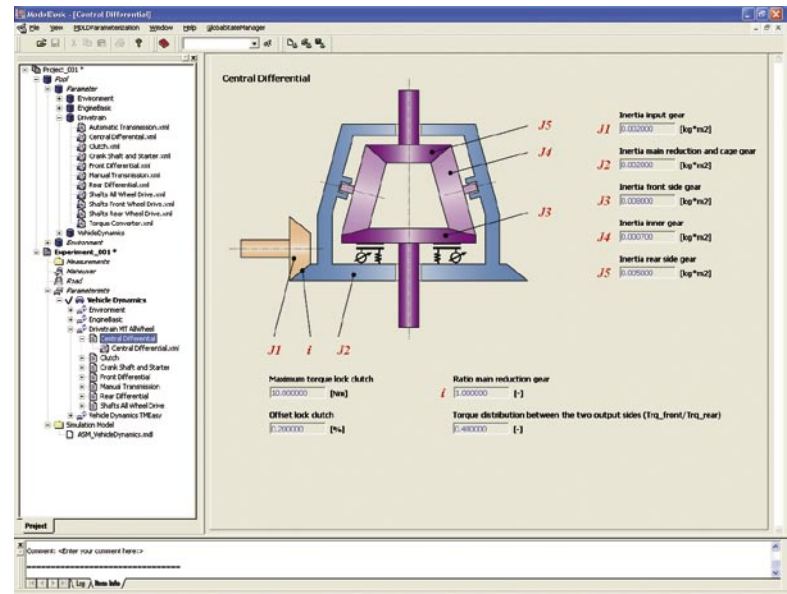 ModelDesk - [Central Differential]
File View MDLDParameterization Window Help globalStateManager
Project_001 *
Pool
Parameter
Environment
EngineBasic
Drivetrain
Automatic Transmission.xml
Central Differential.xml
Clutch.xml
Crank Shaft and Starter.xml
Front Differential.xml
Manual Transmission.xml
Rear Differential.xml
Shafts All Wheel Drive.xml
Shafts Front Wheel Drive.xml
Shafts Rear Wheel Drive.xml
Torque Converter.xml
VehicleDynamics
Environment
Experiment_001 *
Measurements
Maneuver
Road
Parametersets
Vehicle Dynamics
Environment
EngineBasic
Drivetrain MT AllWheel
Central Differential
Central Differential.xml
Clutch
Crank Shaft and Starter
Front Differential
Manual Transmission
Rear Differential
Shafts All Wheel Drive
Vehicle Dynamics TMEasy
Simulation Model
ASM_VehicleDynamics.mdl
Project
Central Differential
J5
J4
J3
J1 i J2
Inertia input gear
J1 0.002000 [kg*m2]
Inertia main reduction and cage gear
J2 0.002000 [kg*m2]
Inertia front side gear
J3 0.008000 [kg*m2]
Inertia inner gear
J4 0.000700 [kg*m2]
Inertia rear side gear
J5 0.005000 [kg*m2]
Maximum torque lock clutch
10.000000 [Nm]
Ratio main reduction gear
i 1.000000 [-]
Offset lock clutch
0.200000 [%]
Torque distribution between the two output sides (Trq_front/Trq_rear)
0.480000 [-]
Comment: <Enter your comment here:>
==================================
Log Item Info